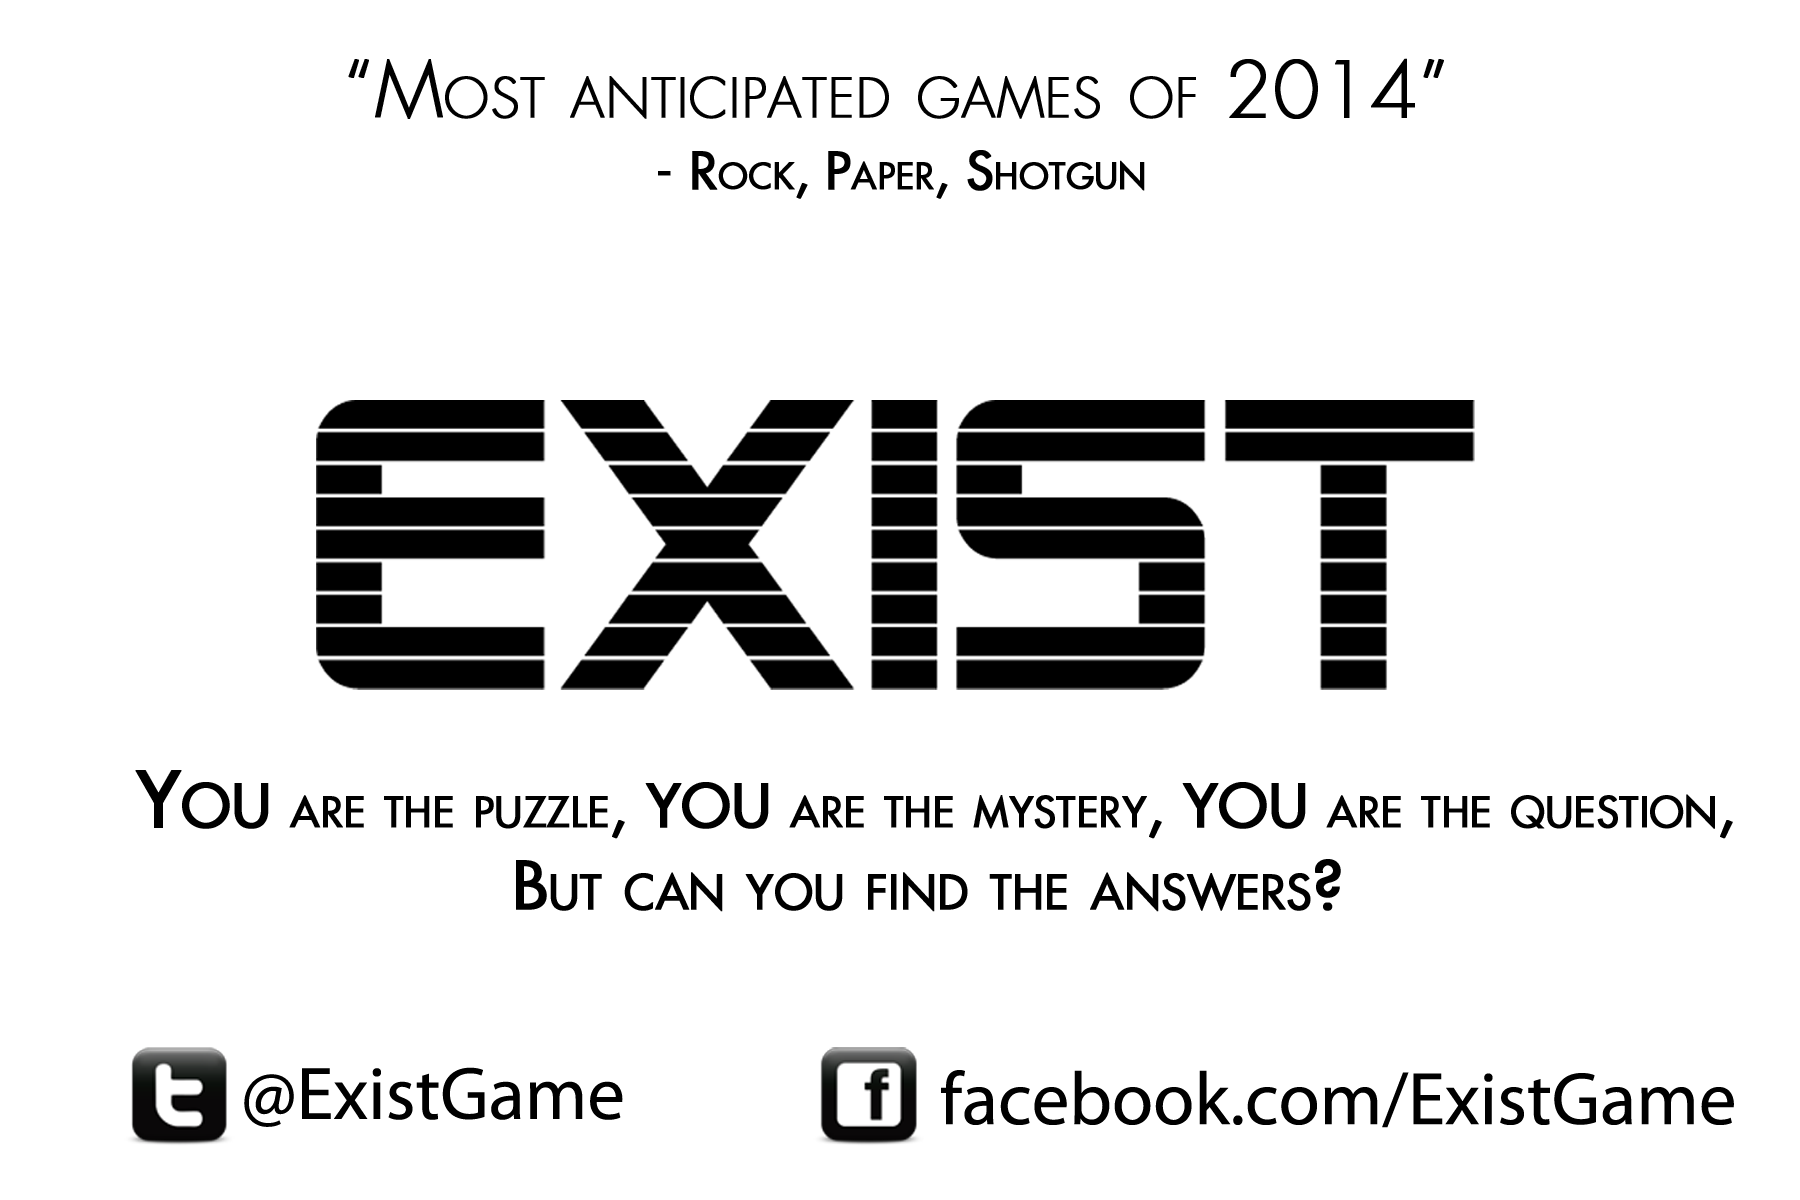 “Most anticipated games of 2014”
- Rock, Paper, Shotgun
EXIST
You are the puzzle, YOU are the mystery, YOU are the question,
But can you find the answers?
@ExistGame
facebook.com/ExistGame